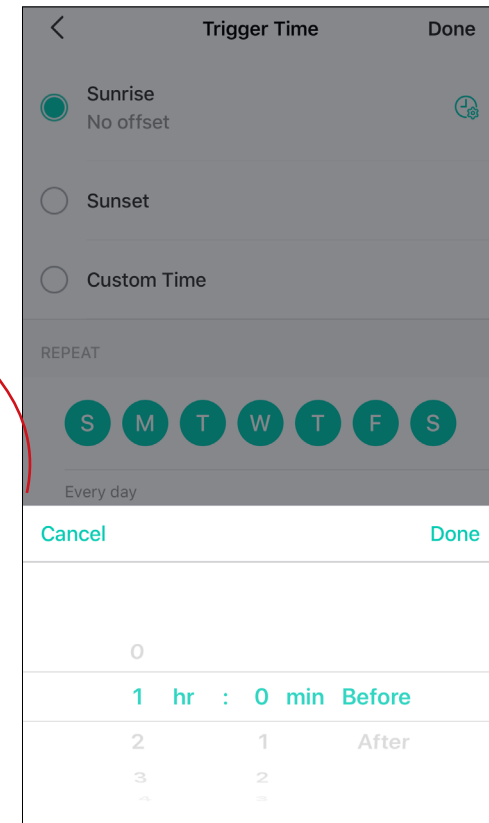 Trigger Time Done
Sunrise
No offset
Sunset
Custom Time
REPEAT
S M T W T F S
Every day
Cancel Done
0
1 hr : 0 min Before
2 1 After
3 2
3